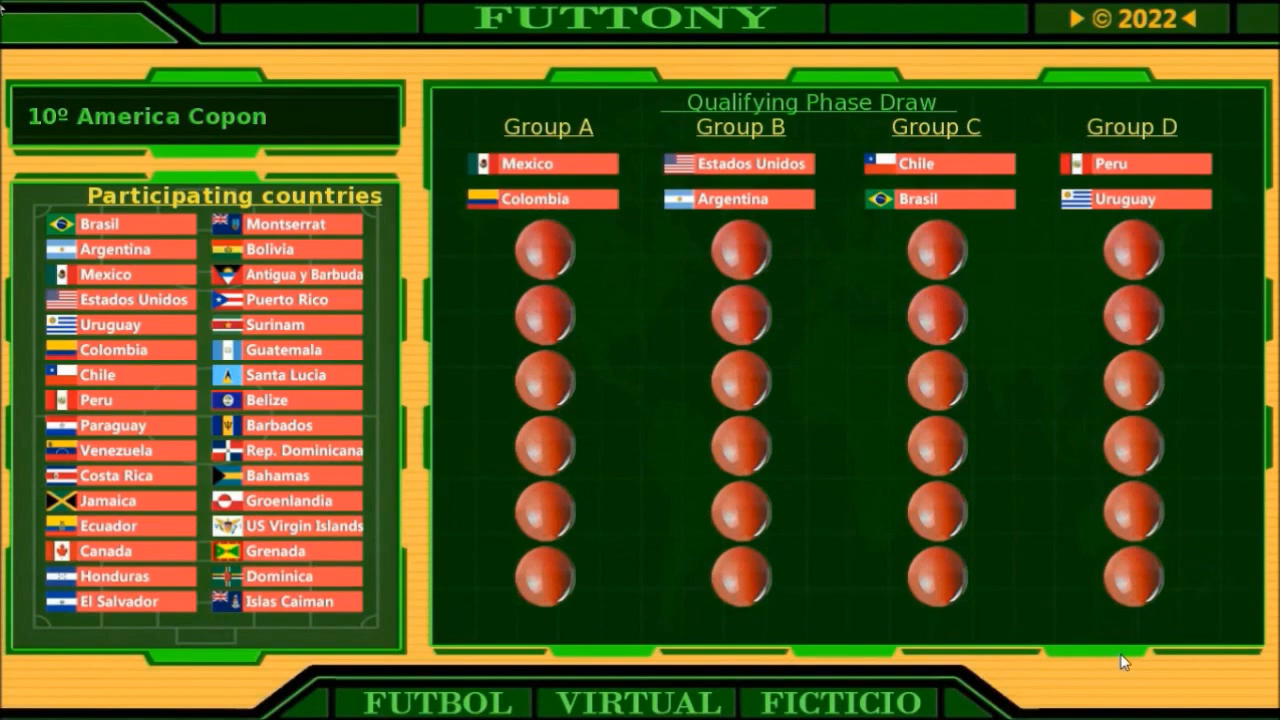 FUTTONY
▶ © 2022 ◀
10º America Copon
Participating countries
Brasil
Argentina
Mexico
Estados Unidos
Uruguay
Colombia
Chile
Peru
Paraguay
Venezuela
Costa Rica
Jamaica
Ecuador
Canada
Honduras
El Salvador
Montserrat
Bolivia
Antigua y Barbuda
Puerto Rico
Surinam
Guatemala
Santa Lucia
Belize
Barbados
Rep. Dominicana
Bahamas
Groenlandia
US Virgin Islands
Grenada
Dominica
Islas Caiman
Qualifying Phase Draw
Group A
Mexico
Colombia
Group B
Estados Unidos
Argentina
Group C
Chile
Brasil
Group D
Peru
Uruguay
FUTBOL VIRTUAL FICTICIO